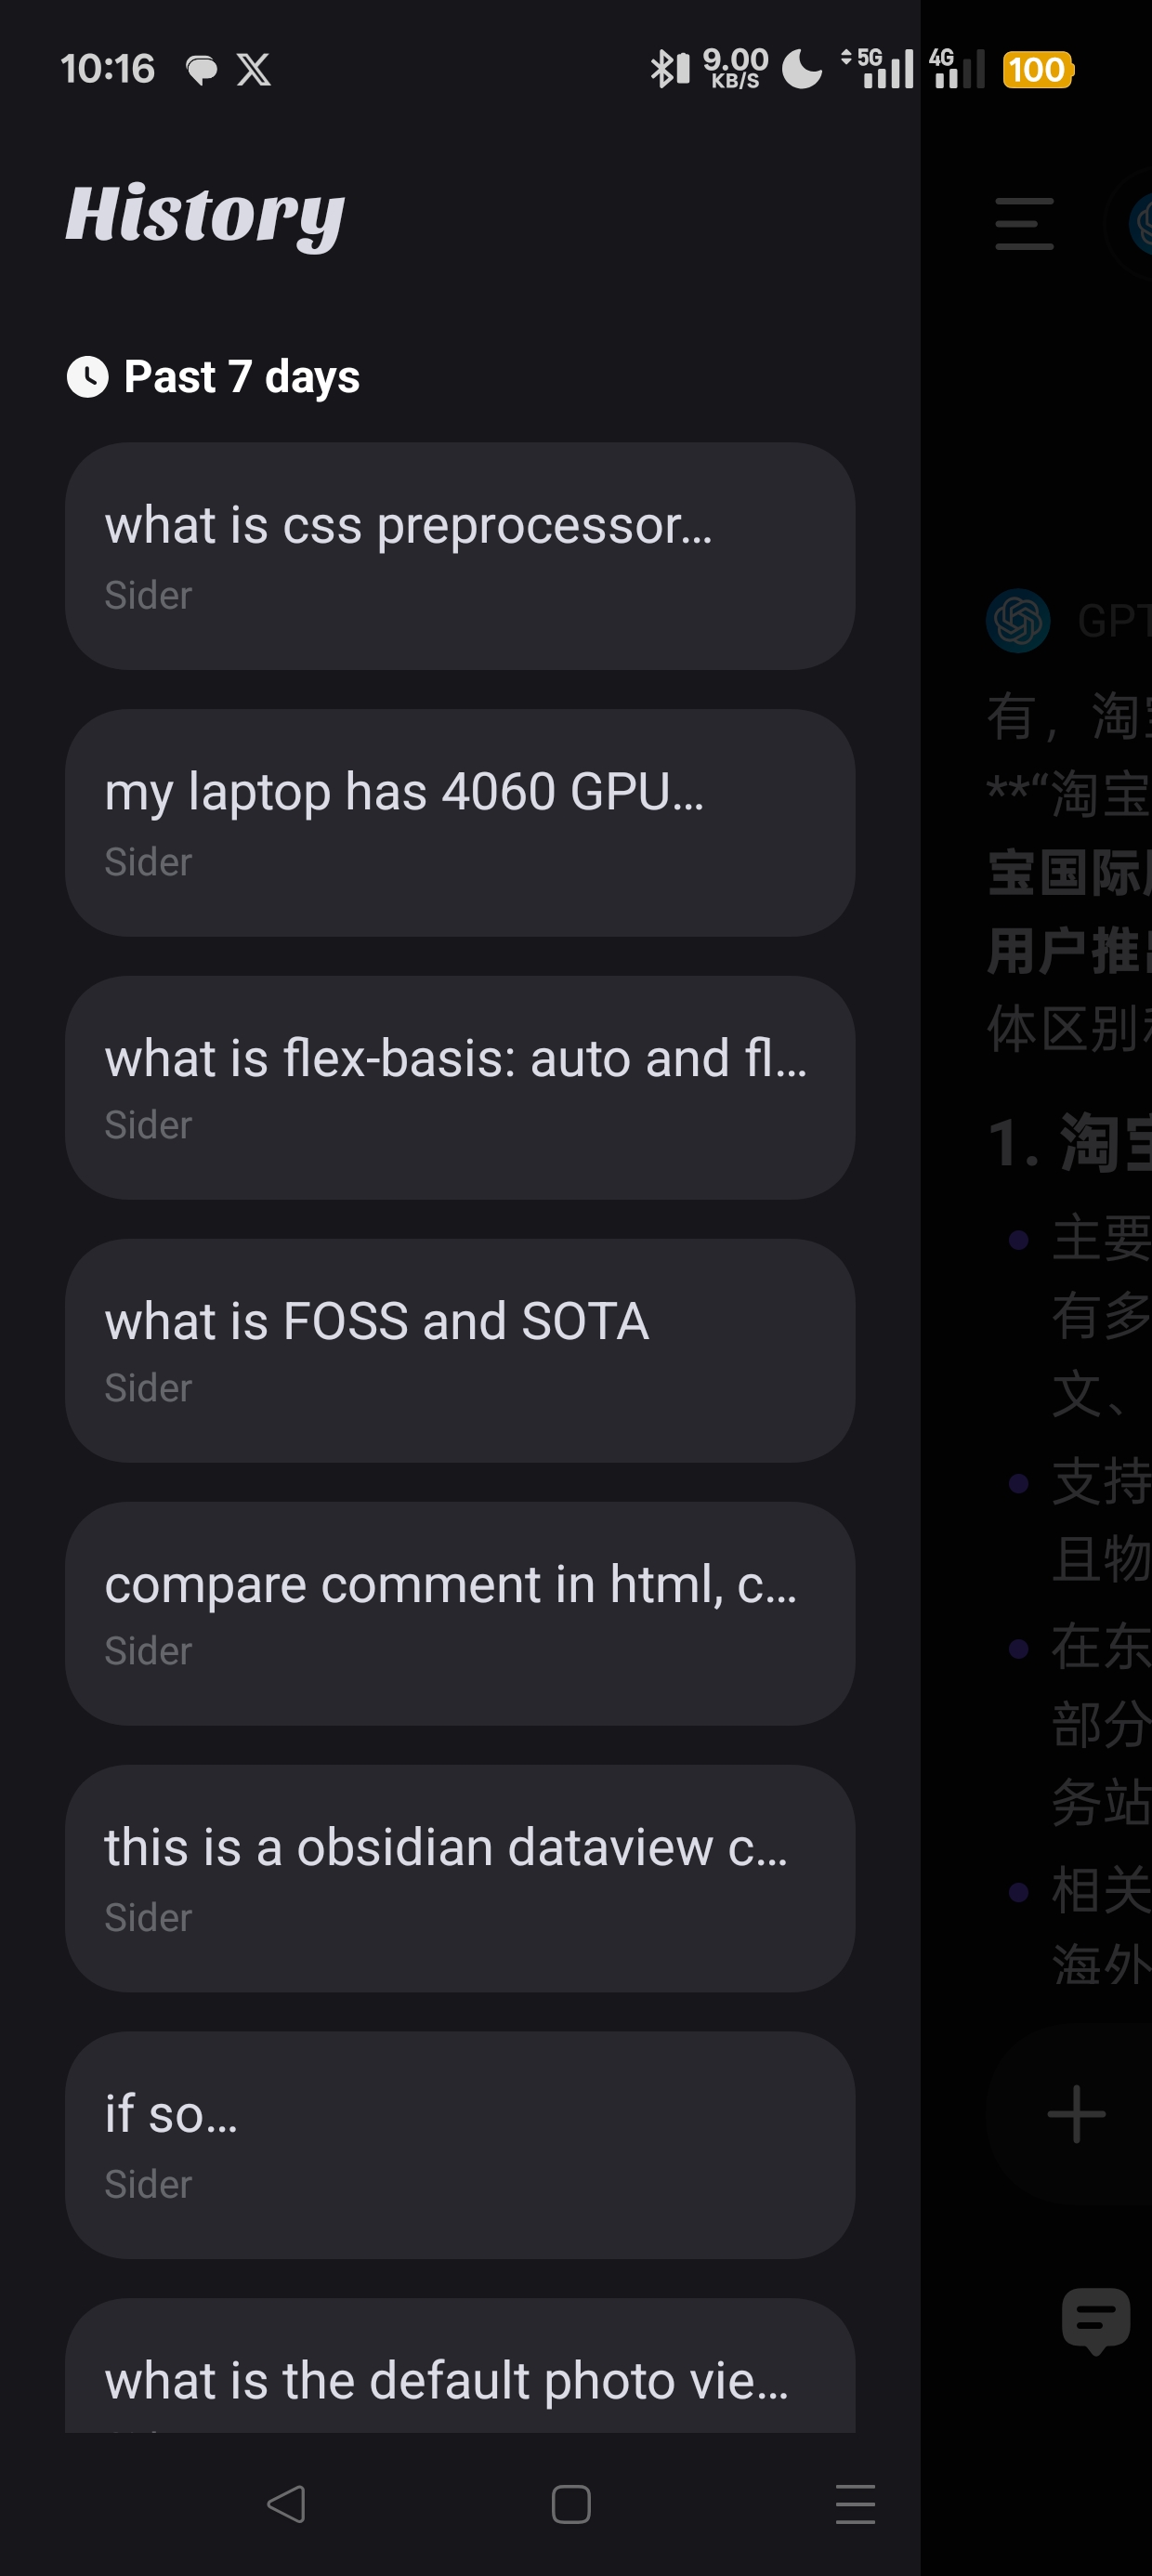 10:16
9.00
KB/S
5G
4G
100
History
Past 7 days
what is css preprocessor...
Sider
my laptop has 4060 GPU...
Sider
what is flex-basis: auto and fl...
Sider
what is FOSS and SOTA
Sider
compare comment in html, c...
Sider
this is a obsidian dataview c...
Sider
if so...
Sider
what is the default photo vie...
GPT
有，淘宝
**“淘宝
宝国际
用户推出
体区别
1. 淘宝
主要
有多
文、
支持
且物
在东
部分
务站
相关
海外